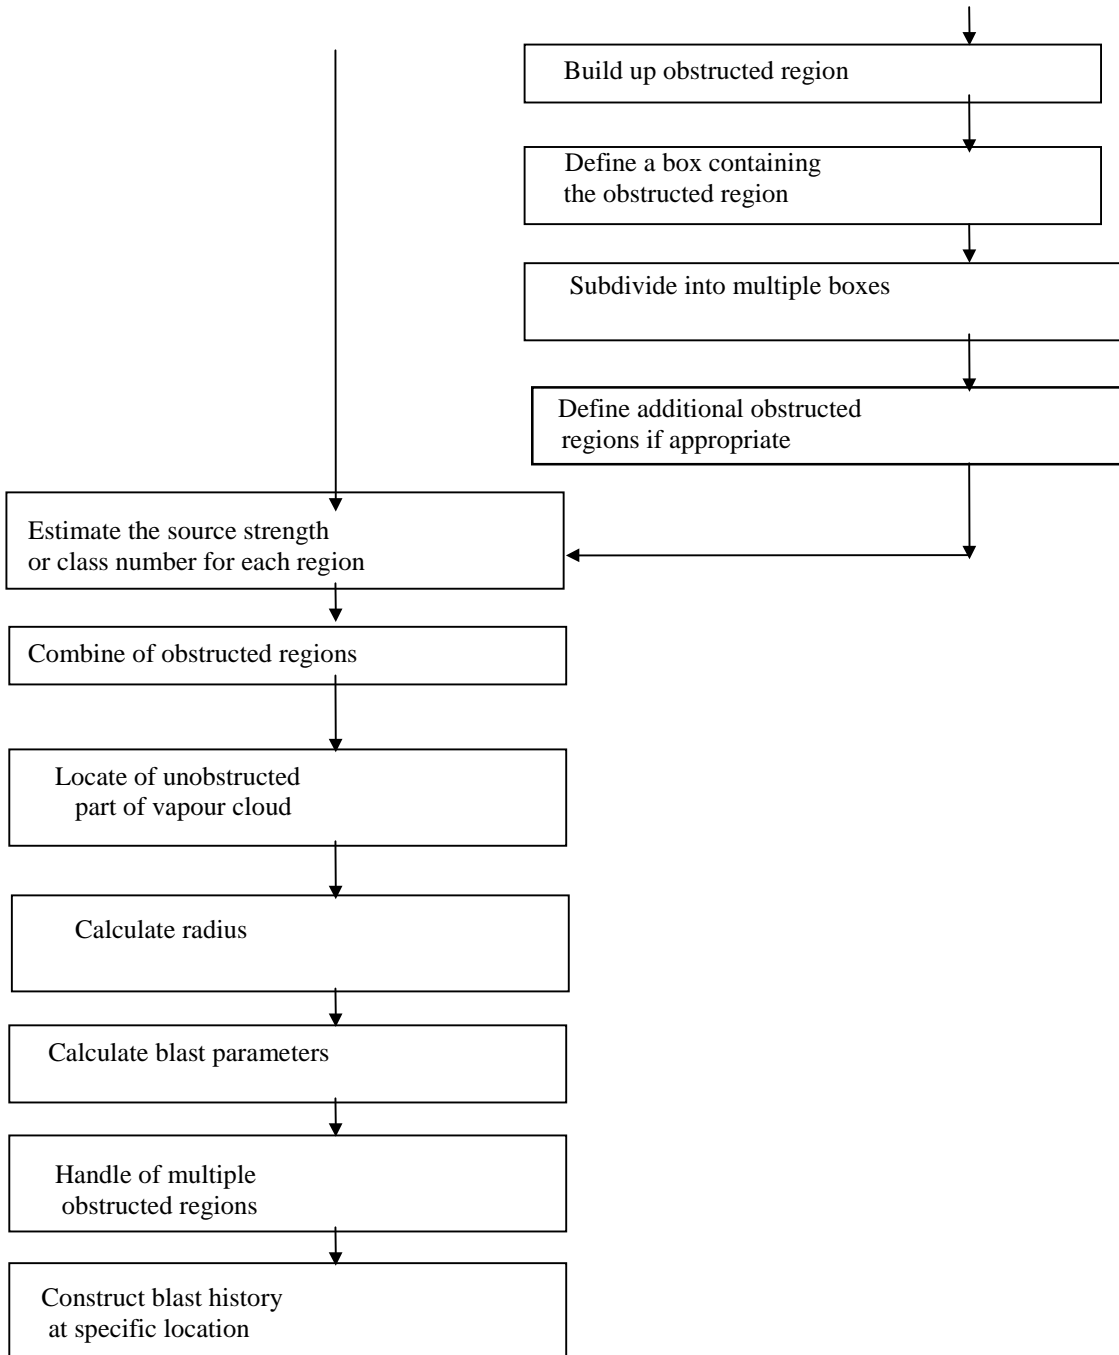 Build up obstructed region
Define a box containing
the obstructed region
Subdivide into multiple boxes
Define additional obstructed
regions if appropriate
Estimate the source strength
or class number for each region
Combine of obstructed regions
Locate of unobstructed
part of vapour cloud
Calculate radius
Calculate blast parameters
Handle of multiple
obstructed regions
Construct blast history
at specific location